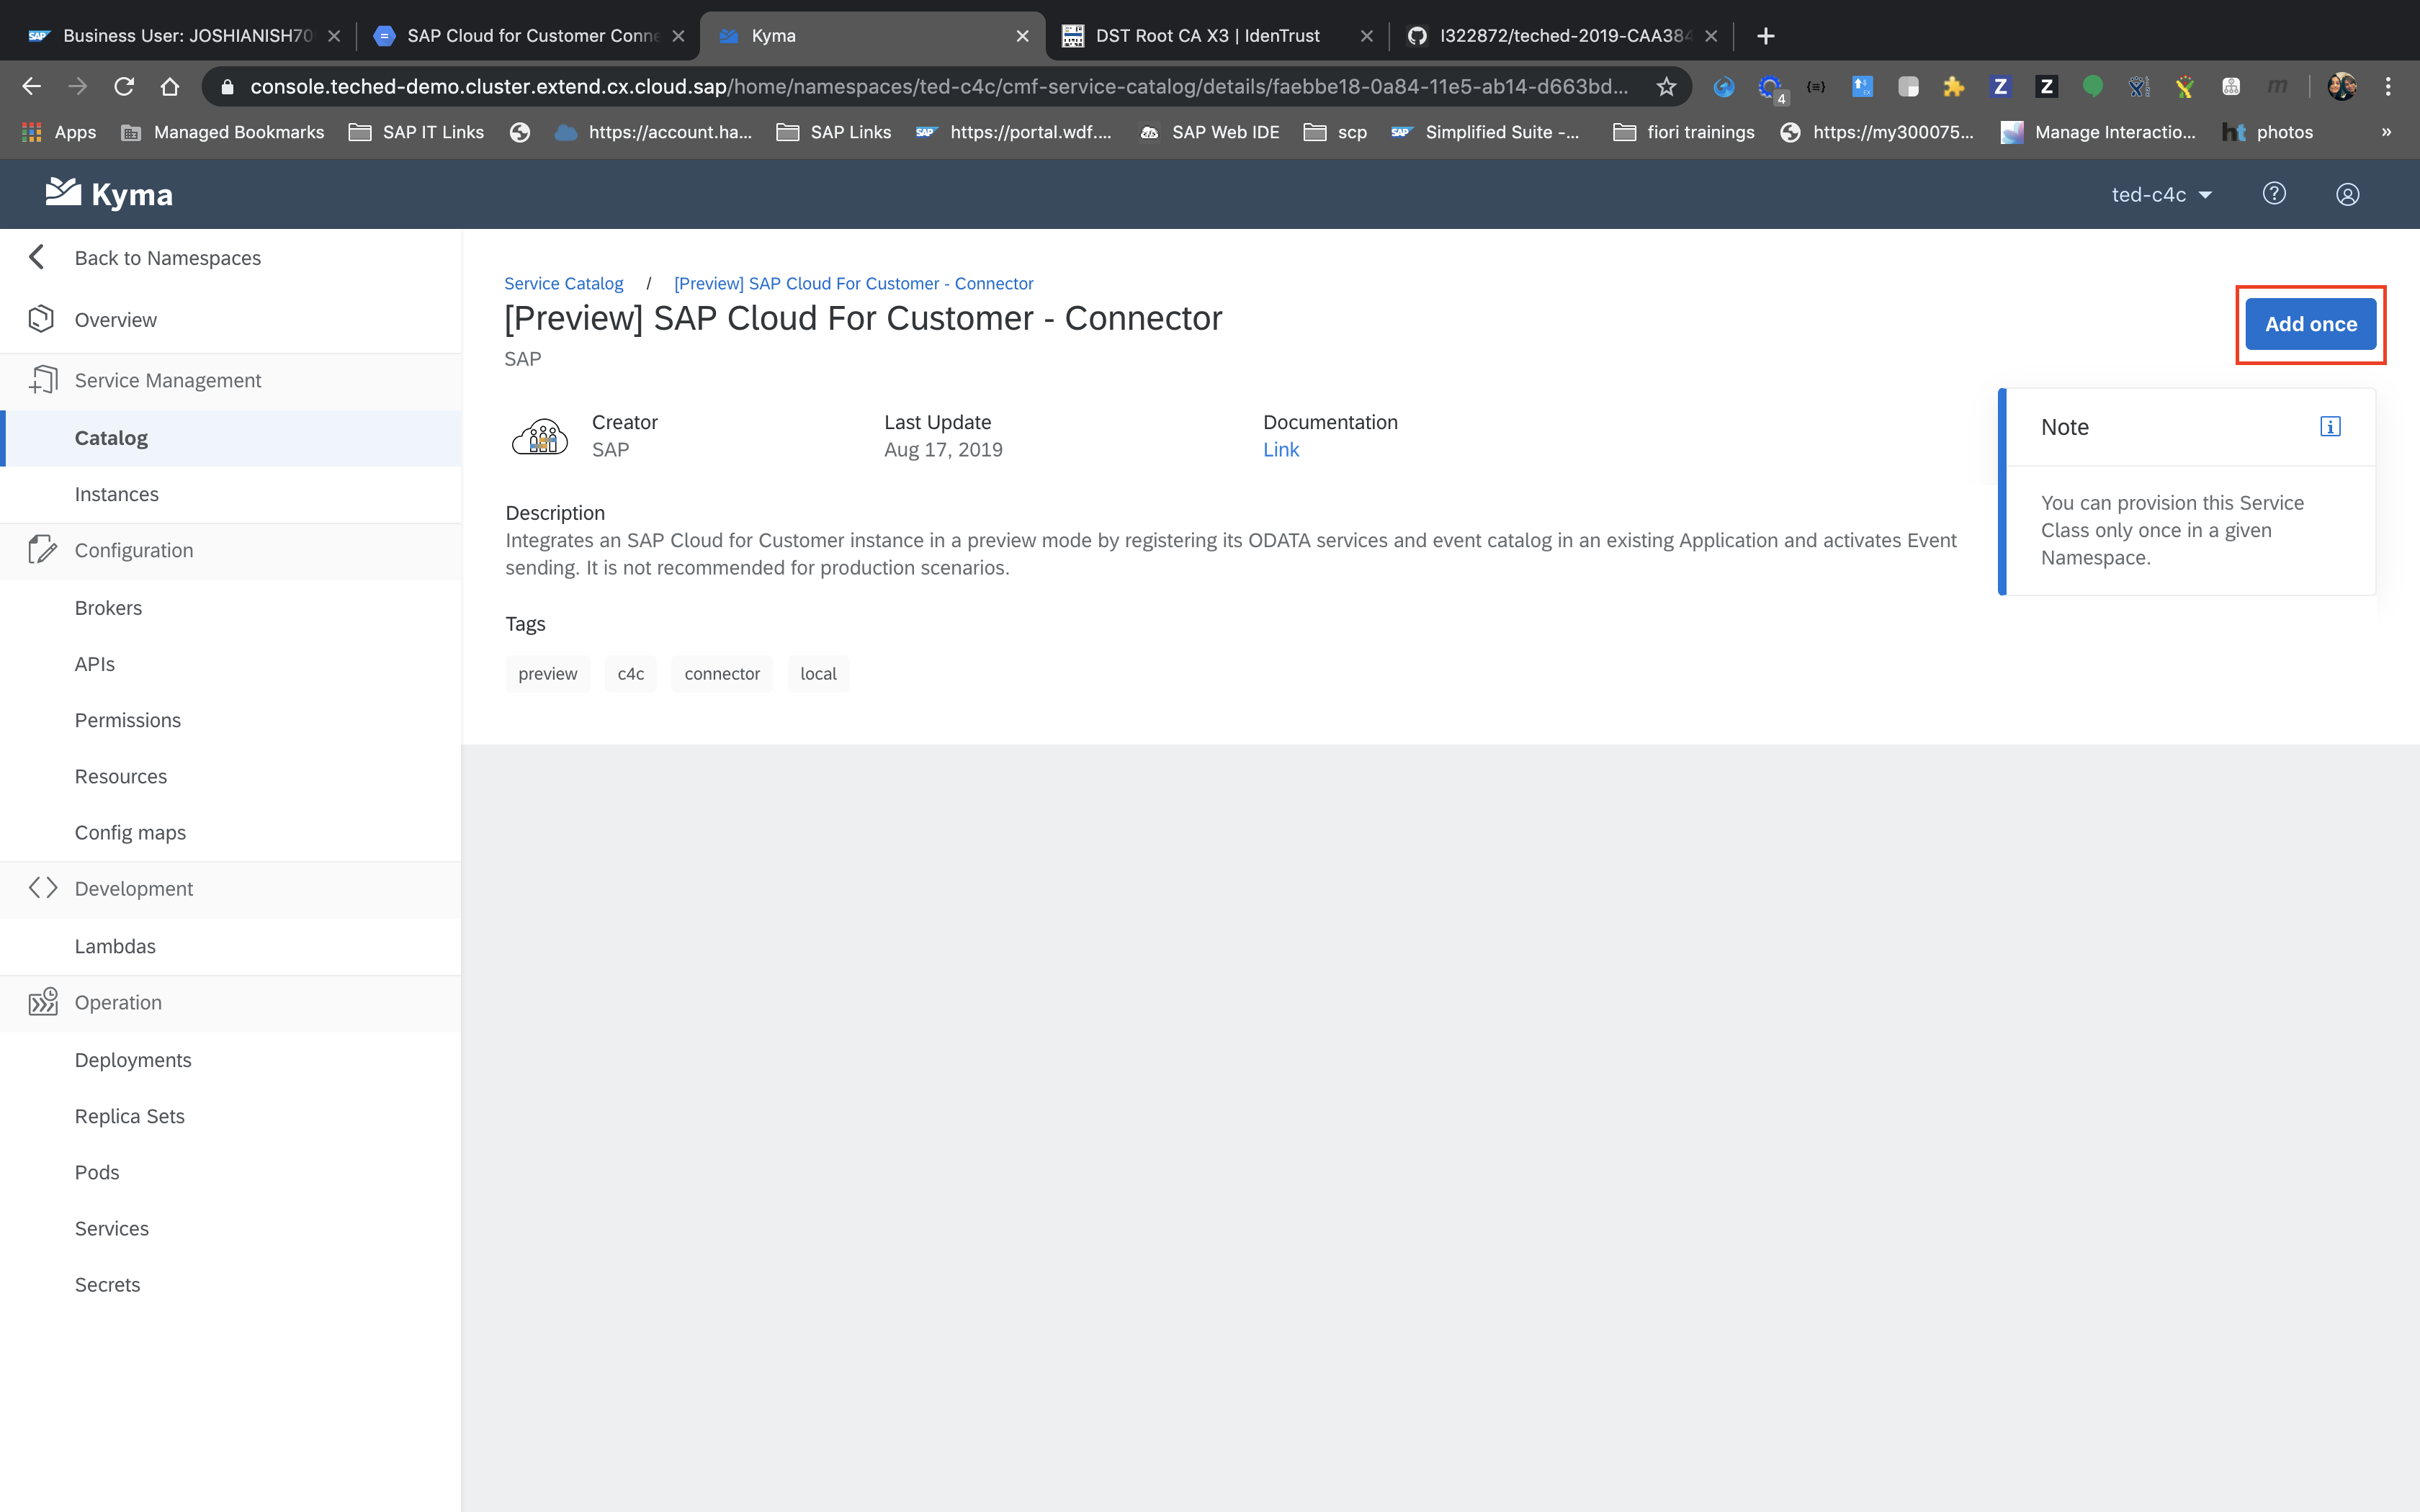 Business User: JOSHIANISH70
SAP Cloud for Customer Conne
Kyma
DST Root CA X3 | IdenTrust
I322872/teched-2019-CAA384
console.teched-demo.cluster.extend.cx.cloud.sap/home/namespaces/ted-c4c/cmf-service-catalog/details/faebbe18-0a84-11e5-ab14-d663bd...
4
Apps
Managed Bookmarks
SAP IT Links
https://account.ha...
SAP Links
https://portal.wdf....
SAP Web IDE
scp
Simplified Suite -...
fiori trainings
https://my300075...
Manage Interactio...
photos
»
Kyma
ted-c4c
Back to Namespaces
Overview
Service Management
Catalog
Instances
Configuration
Brokers
APIs
Permissions
Resources
Config maps
Development
Lambdas
Operation
Deployments
Replica Sets
Pods
Services
Secrets
Service Catalog / [Preview] SAP Cloud For Customer - Connector
[Preview] SAP Cloud For Customer - Connector
SAP
Add once
Creator
SAP
Last Update
Aug 17, 2019
Documentation
Link
Description
Integrates an SAP Cloud for Customer instance in a preview mode by registering its ODATA services and event catalog in an existing Application and activates Event
sending. It is not recommended for production scenarios.
Tags
preview
c4c
connector
local
Note
You can provision this Service
Class only once in a given
Namespace.